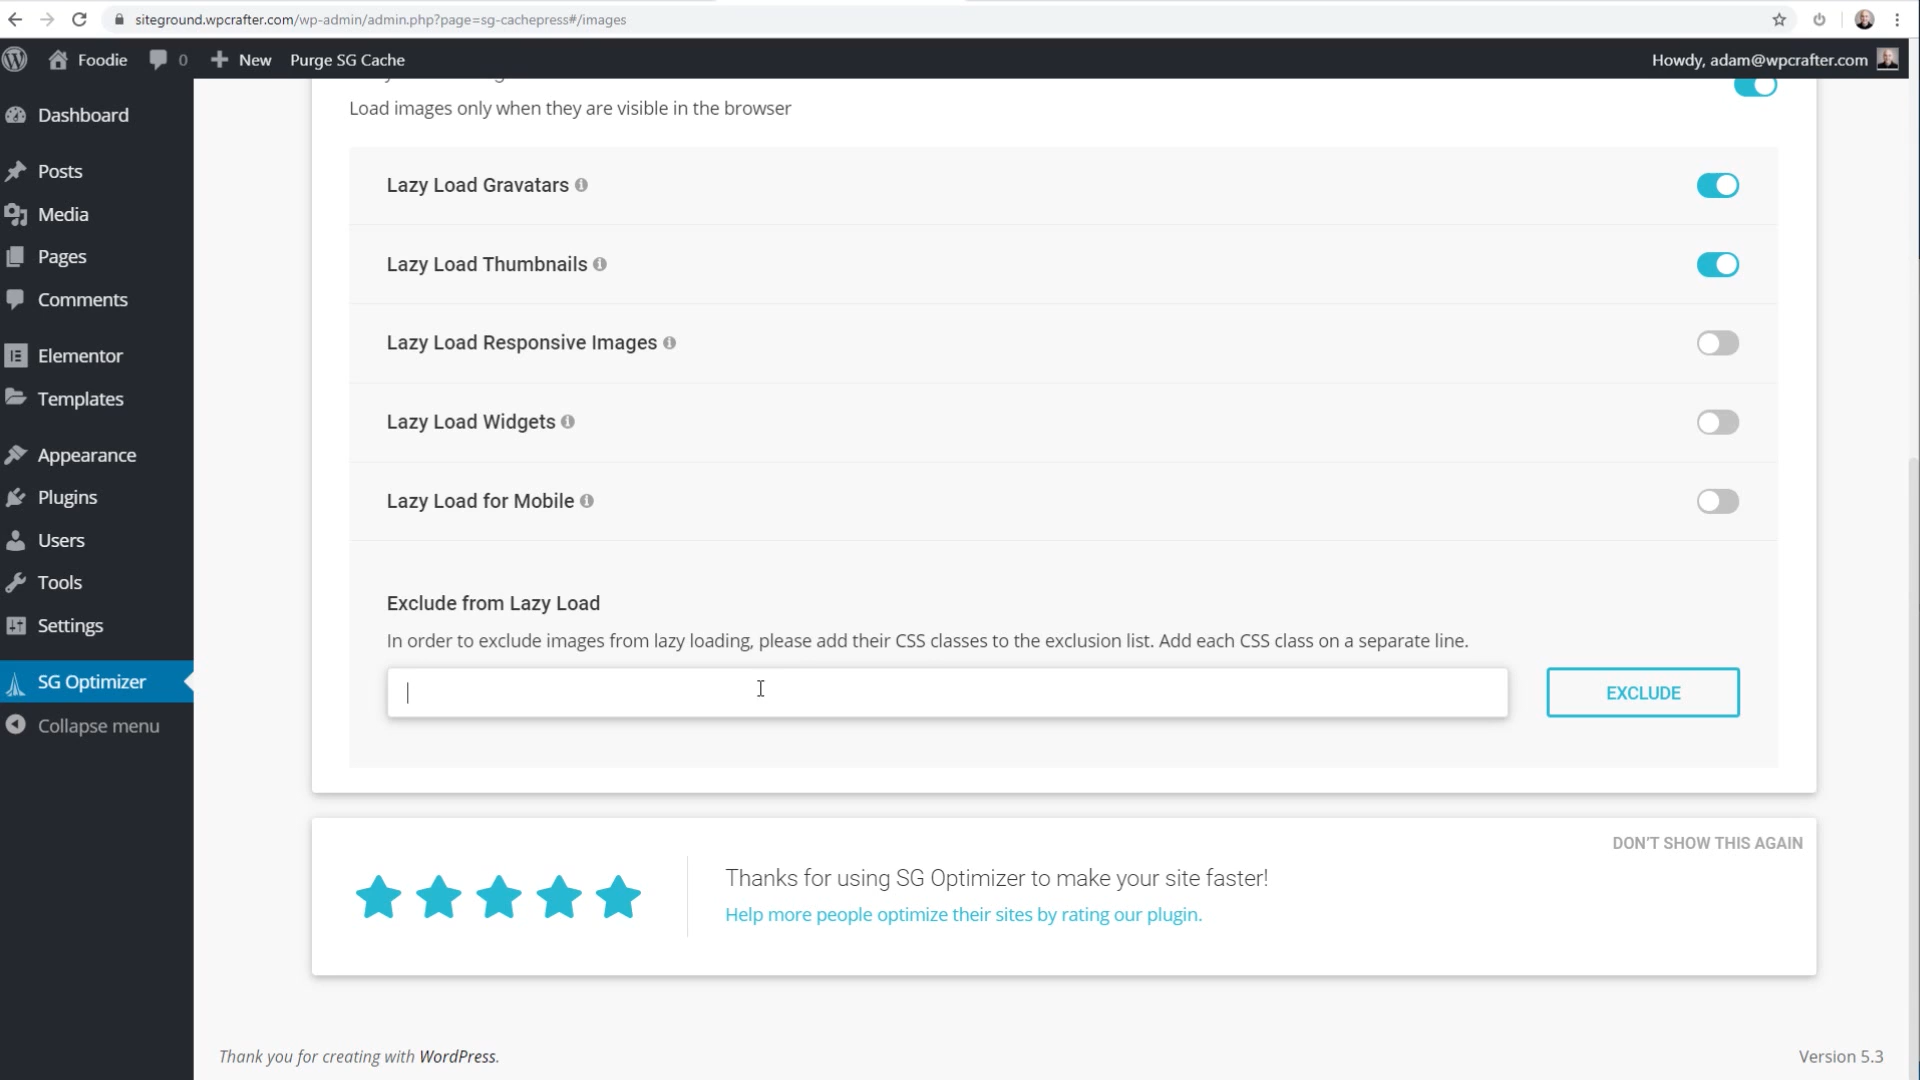 siteground.wpcrafter.com/wp-admin/admin.php?page=sg-cachepress#/images
Foodie
0
New
Purge SG Cache
Howdy, adam@wpcrafter.com
Dashboard
Posts
Media
Pages
Comments
Elementor
Templates
Appearance
Plugins
Users
Tools
Settings
SG Optimizer
Collapse menu
Load images only when they are visible in the browser
Lazy Load Gravatars
Lazy Load Thumbnails
Lazy Load Responsive Images
Lazy Load Widgets
Lazy Load for Mobile
Exclude from Lazy Load
In order to exclude images from lazy loading, please add their CSS classes to the exclusion list. Add each CSS class on a separate line.
EXCLUDE
DON'T SHOW THIS AGAIN
Thanks for using SG Optimizer to make your site faster!
Help more people optimize their sites by rating our plugin.
Thank you for creating with WordPress.
Version 5.3